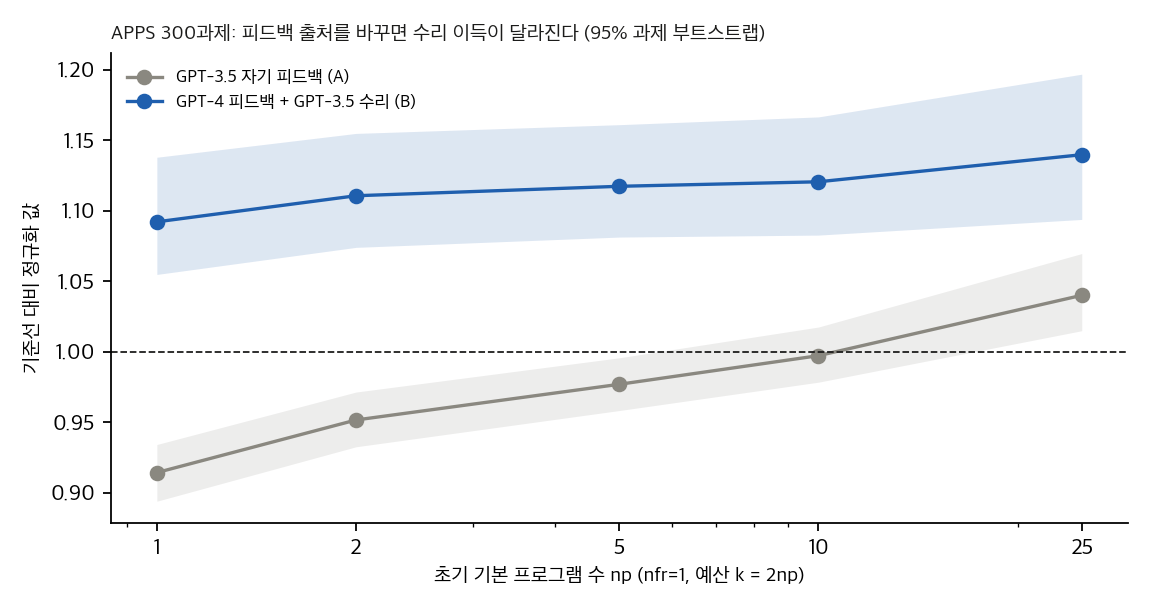 APPS 300과제: 피드백 출처를 바꾸면 수리 이득이 달라진다 (95% 과제 부트스트랩)
GPT-3.5 자기 피드백 (A)
GPT-4 피드백 + GPT-3.5 수리 (B)
기준선 대비 정규화 값
1.20
1.15
1.10
1.05
1.00
0.95
0.90
1 2 5 10 25
초기 기본 프로그램 수 np (nfr=1, 예산 k = 2np)